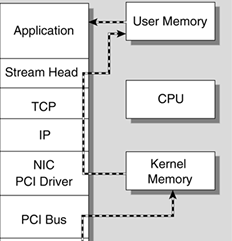 Application
User Memory
Stream Head
TCP
CPU
IP
NIC
PCI Driver
Kernel
Memory
PCI Bus